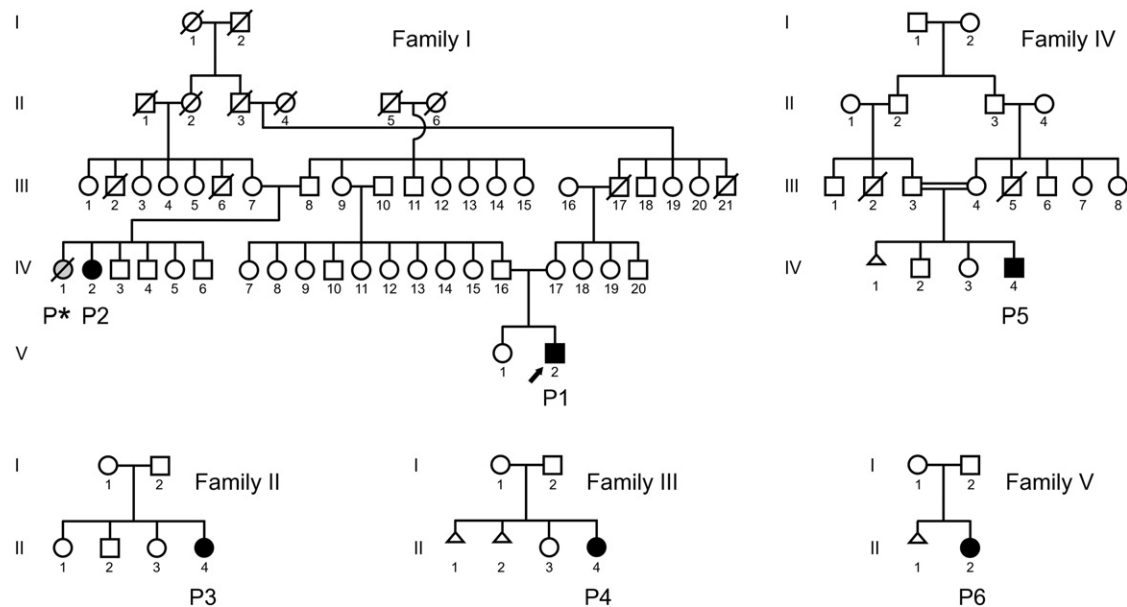 I
1 2
Family I
II
1 2 3 4 5 6
III
1 2 3 4 5 6 7 8 9 10 11 12 13 14 15 16 17 18 19 20 21
IV
1 2 3 4 5 6 7 8 9 10 11 12 13 14 15 16 17 18 19 20
P* P2
V
1 2
P1
I
1 2
Family IV
II
1 2 3 4
III
1 2 3 4 5 6 7 8
IV
1 2 3 4
P5
I
1 2
Family II
II
1 2 3 4
P3
I
1 2
Family III
II
1 2 3 4
P4
I
1 2
Family V
II
1 2
P6